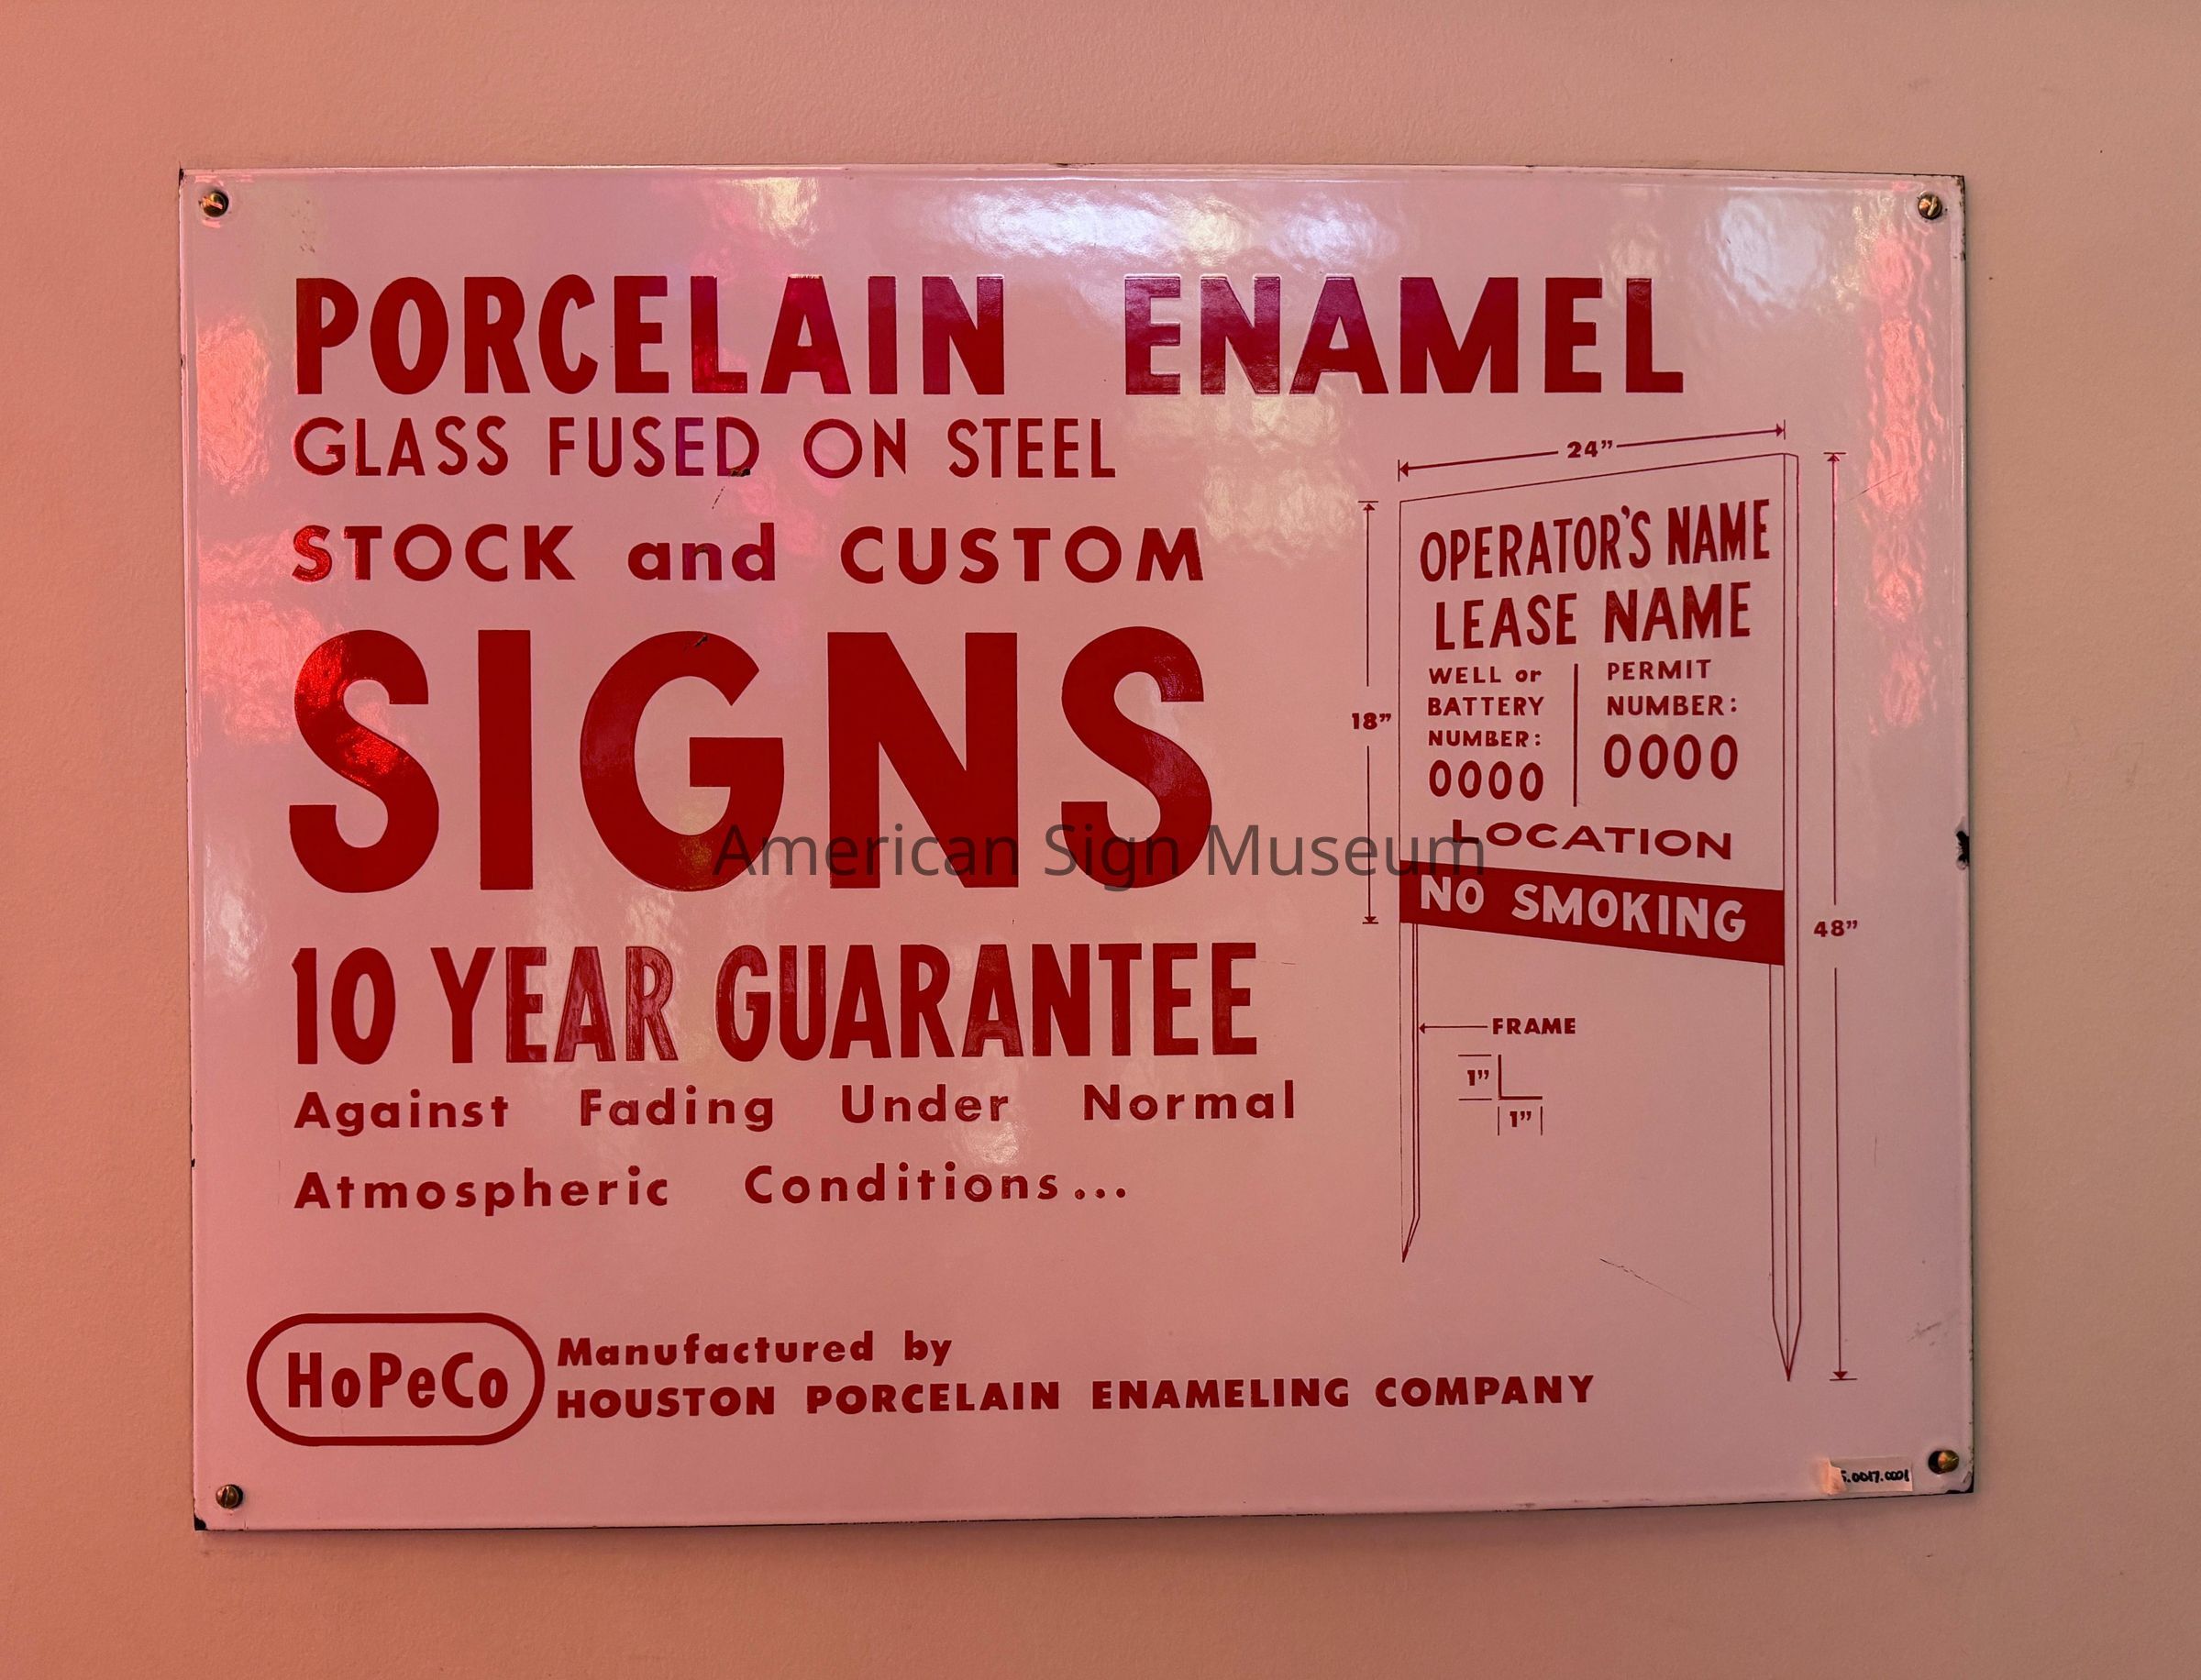 PORCELAIN ENAMEL
GLASS FUSED ON STEEL
STOCK and CUSTOM
SIGNS
10 YEAR GUARANTEE
Against Fading Under Normal
Atmospheric Conditions...
HoPeCo
Manufactured by
HOUSTON PORCELAIN ENAMELING COMPANY
24"
18"
48"
OPERATOR'S NAME
LEASE NAME
WELL or
BATTERY
NUMBER:
0000
PERMIT
NUMBER:
0000
LOCATION
NO SMOKING
FRAME
1"
1"
American Sign Museum